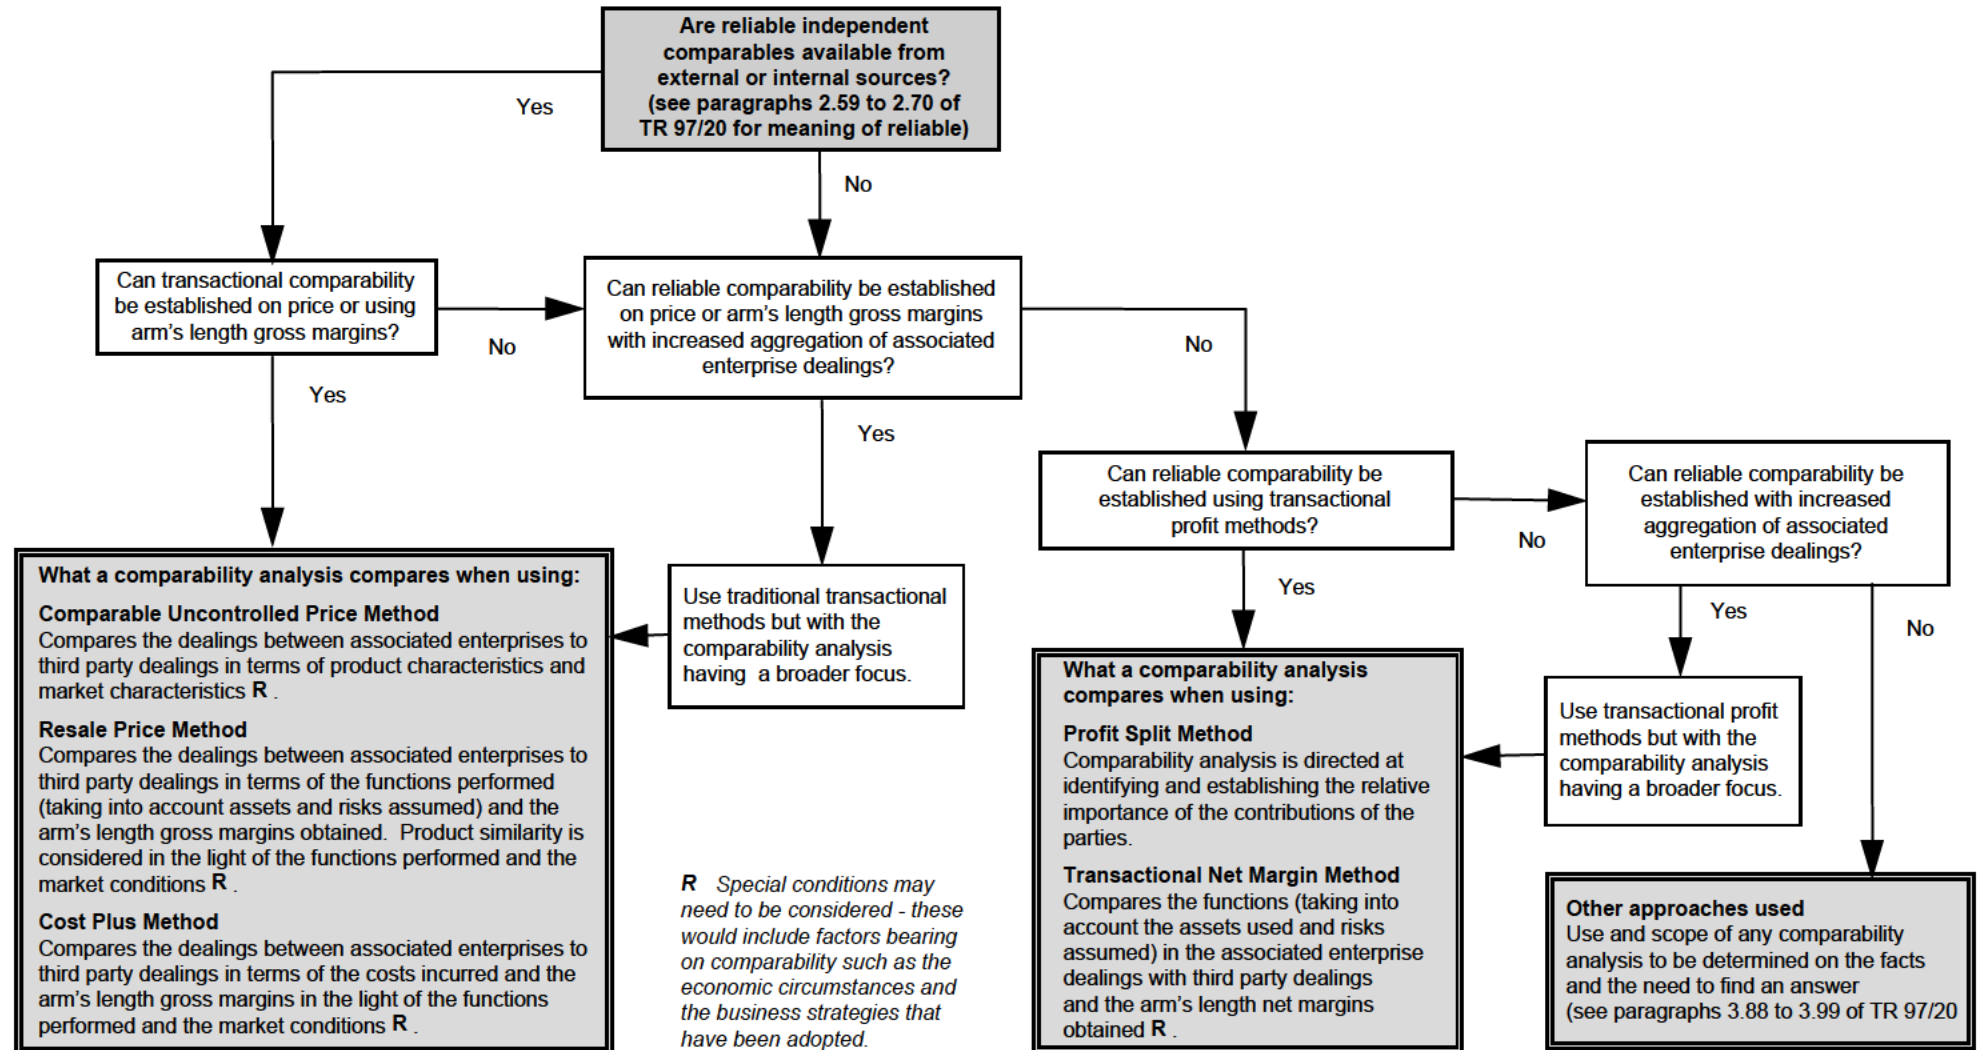 Are reliable independent
comparables available from
external or internal sources?
(see paragraphs 2.59 to 2.70 of
TR 97/20 for meaning of reliable)
Yes
No
Can transactional comparability
be established on price or using
arm's length gross margins?
No
Yes
Can reliable comparability be established
on price or arm's length gross margins
with increased aggregation of associated
enterprise dealings?
No
Yes
Can reliable comparability be
established using transactional
profit methods?
No
Yes
Can reliable comparability be
established with increased
aggregation of associated
enterprise dealings?
Yes
No
What a comparability analysis compares when using:
Comparable Uncontrolled Price Method
Compares the dealings between associated enterprises to
third party dealings in terms of product characteristics and
market characteristics R .
Resale Price Method
Compares the dealings between associated enterprises to
third party dealings in terms of the functions performed
(taking into account assets and risks assumed) and the
arm's length gross margins obtained. Product similarity is
considered in the light of the functions performed and the
market conditions R .
Cost Plus Method
Compares the dealings between associated enterprises to
third party dealings in terms of the costs incurred and the
arm's length gross margins in the light of the functions
performed and the market conditions R .
Use traditional transactional
methods but with the
comparability analysis
having a broader focus.
R Special conditions may
need to be considered - these
would include factors bearing
on comparability such as the
economic circumstances and
the business strategies that
have been adopted.
What a comparability analysis
compares when using:
Profit Split Method
Comparability analysis is directed at
identifying and establishing the relative
importance of the contributions of the
parties.
Transactional Net Margin Method
Compares the functions (taking into
account the assets used and risks
assumed) in the associated enterprise
dealings with third party dealings
and the arm's length net margins
obtained R .
Use transactional profit
methods but with the
comparability analysis
having a broader focus.
Other approaches used
Use and scope of any comparability
analysis to be determined on the facts
and the need to find an answer
(see paragraphs 3.88 to 3.99 of TR 97/20